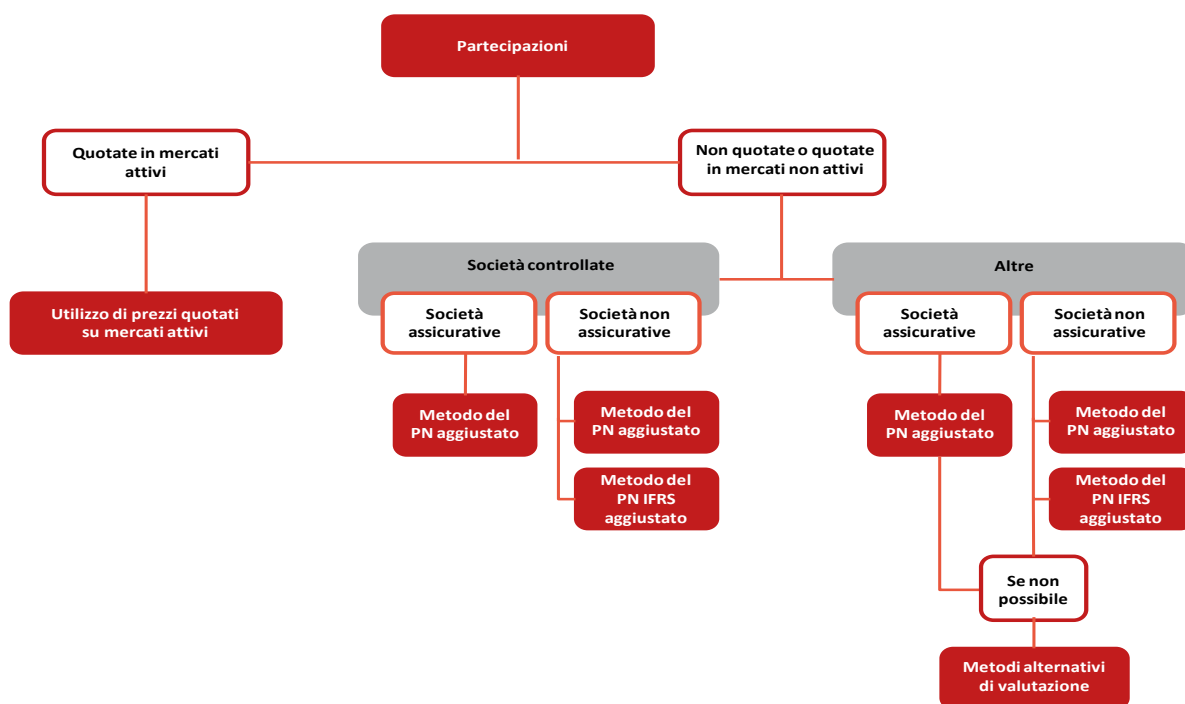 Partecipazioni
Quotate in mercati
attivi
Non quotate o quotate
in mercati non attivi
Utilizzo di prezzi quotati
su mercati attivi
Società controllate
Altre
Società
assicurative
Società non
assicurative
Società
assicurative
Società non
assicurative
Metodo del
PN aggiustato
Metodo del
PN aggiustato
Metodo del
PN IFRS
aggiustato
Metodo del
PN aggiustato
Metodo del
PN aggiustato
Metodo del
PN IFRS
aggiustato
Se non
possibile
Metodi alternativi
di valutazione